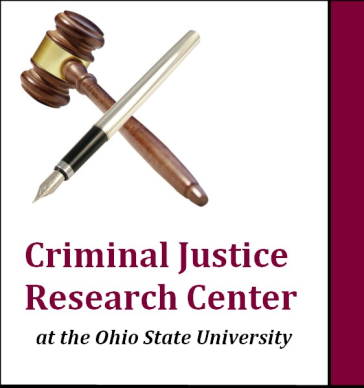 Criminal Justice
Research Center
at the Ohio State University